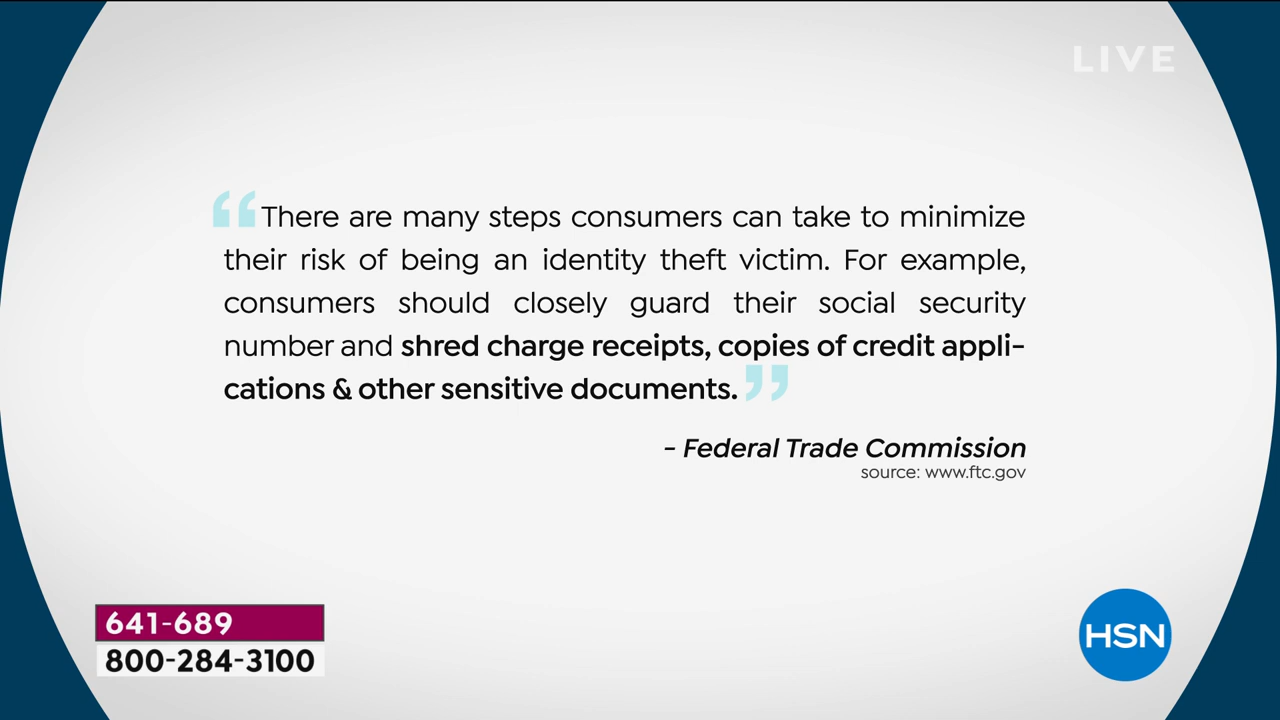 LIVE
“There are many steps consumers can take to minimize
their risk of being an identity theft victim. For example,
consumers should closely guard their social security
number and shred charge receipts, copies of credit appli-
cations & other sensitive documents.”
- Federal Trade Commission
source: www.ftc.gov
641-689
800-284-3100
HSN